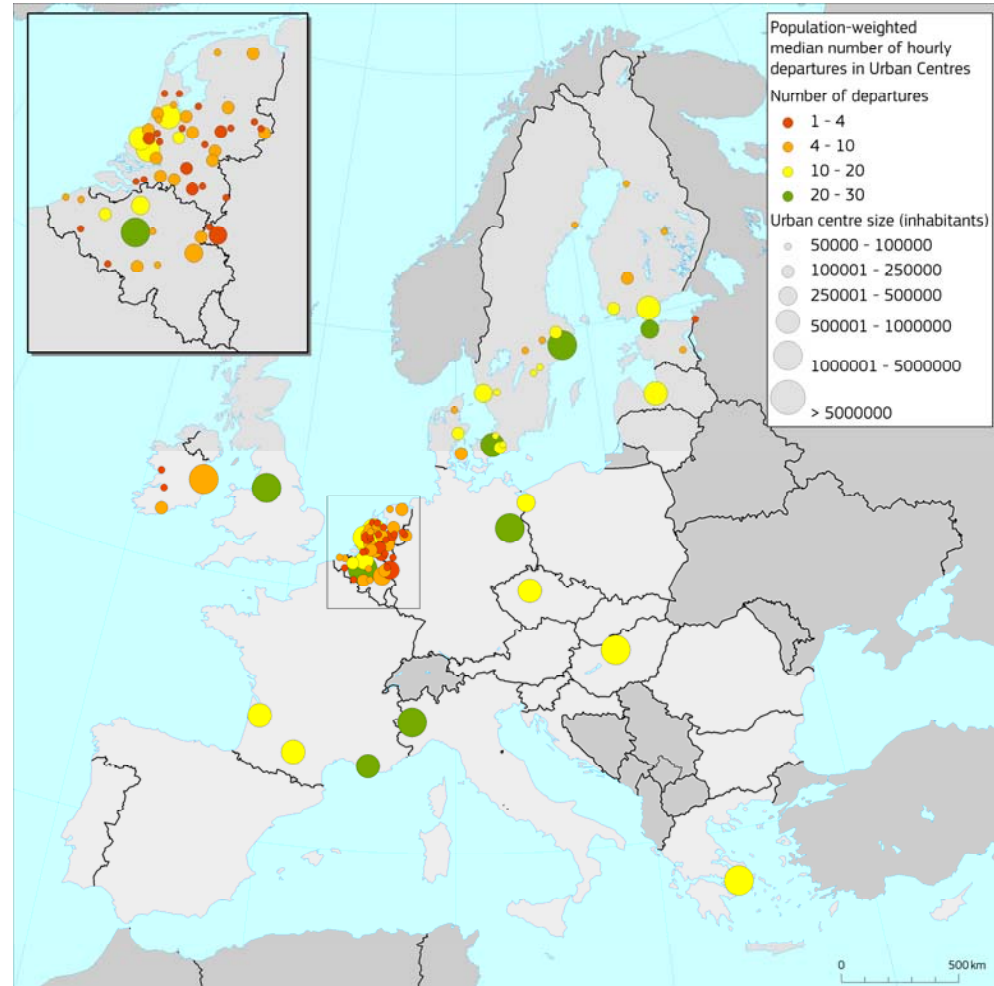 Population-weighted
median number of hourly
departures in Urban Centres
Number of departures
1 - 4
4 - 10
10 - 20
20 - 30
Urban centre size (inhabitants)
50000 - 100000
100001 - 250000
250001 - 500000
500001 - 1000000
1000001 - 5000000
> 5000000
0 500 km